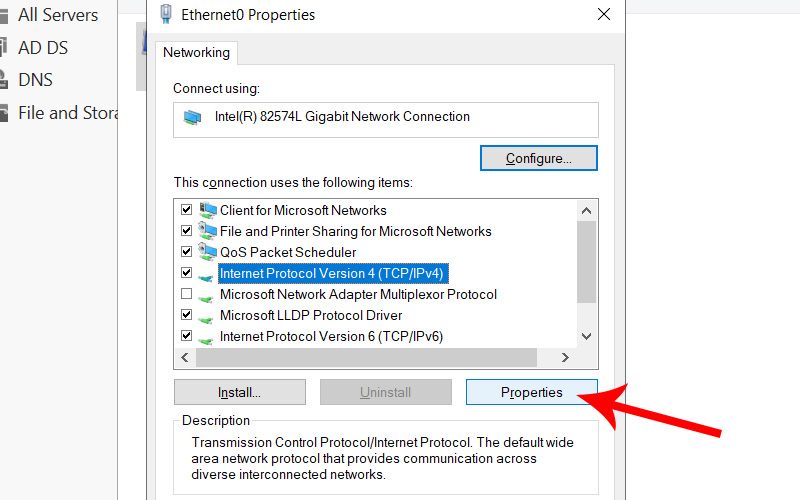 All Servers
AD DS
DNS
File and Stora
Ethernet0 Properties
Networking
Connect using:
Intel(R) 82574L Gigabit Network Connection
Configure...
This connection uses the following items:
Client for Microsoft Networks
File and Printer Sharing for Microsoft Networks
QoS Packet Scheduler
Internet Protocol Version 4 (TCP/IPv4)
Microsoft Network Adapter Multiplexor Protocol
Microsoft LLDP Protocol Driver
Internet Protocol Version 6 (TCP/IPv6)
Install... Uninstall Properties
Description
Transmission Control Protocol/Internet Protocol. The default wide
area network protocol that provides communication across
diverse interconnected networks.